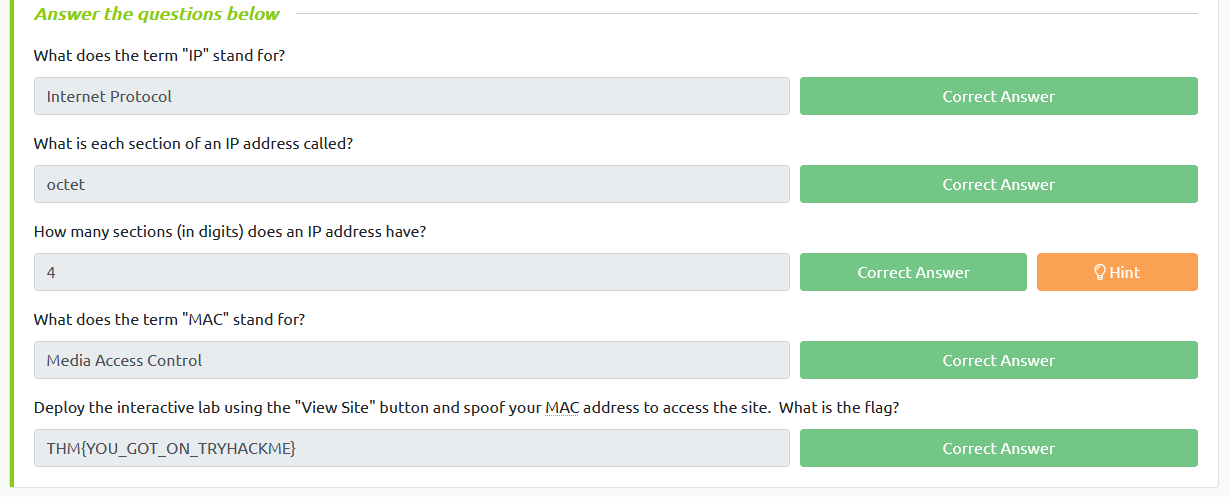 Answer the questions below
What does the term "IP" stand for?
Internet Protocol Correct Answer
What is each section of an IP address called?
octet Correct Answer
How many sections (in digits) does an IP address have?
4 Correct Answer Hint
What does the term "MAC" stand for?
Media Access Control Correct Answer
Deploy the interactive lab using the "View Site" button and spoof your MAC address to access the site.  What is the flag?
THM{YOU_GOT_ON_TRYHACKME} Correct Answer